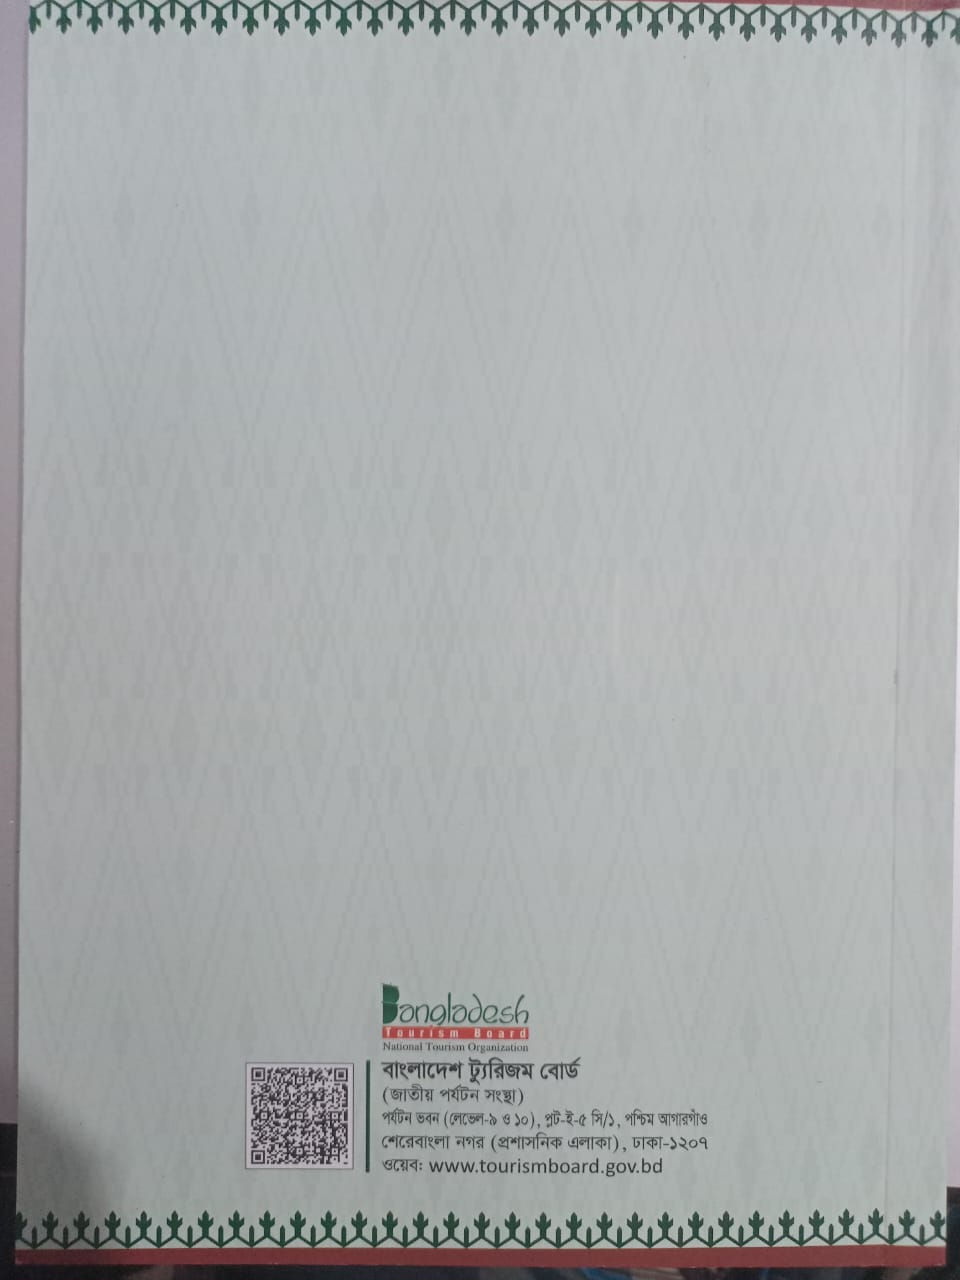 Bangladesh
Tourism Board
National Tourism Organization
বাংলাদেশ ট্যুরিজম বোর্ড
(জাতীয় পর্যটন সংস্থা)
পর্যটন ভবন (লেভেল-৯ ও ১০), প্লট-ই-৫ সি/১, পশ্চিম আগারগাঁও
শেরেবাংলা নগর (প্রশাসনিক এলাকা), ঢাকা-১২০৭
ওয়েব: www.tourismboard.gov.bd